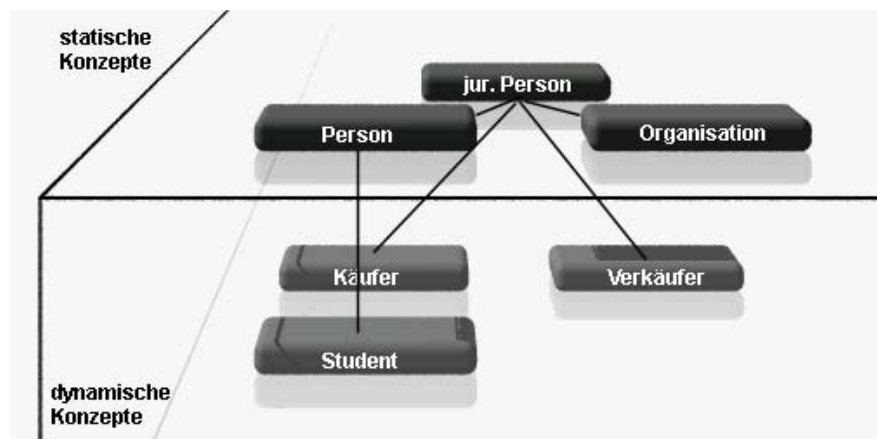 statische
Konzepte
jur. Person
Person
Organisation
Käufer
Verkäufer
Student
dynamische
Konzepte